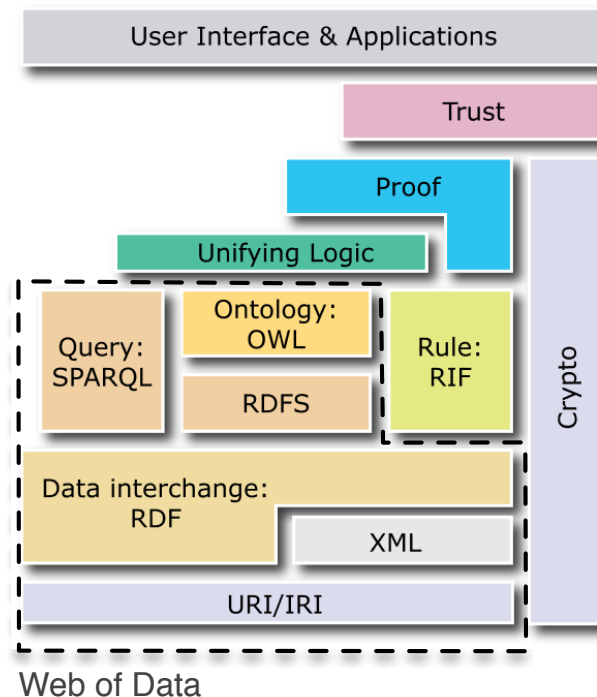 User Interface & Applications
Trust
Proof
Unifying Logic
Query:
SPARQL
Ontology:
OWL
RDFS
Rule:
RIF
Crypto
Data interchange:
RDF
XML
URI/IRI
Web of Data